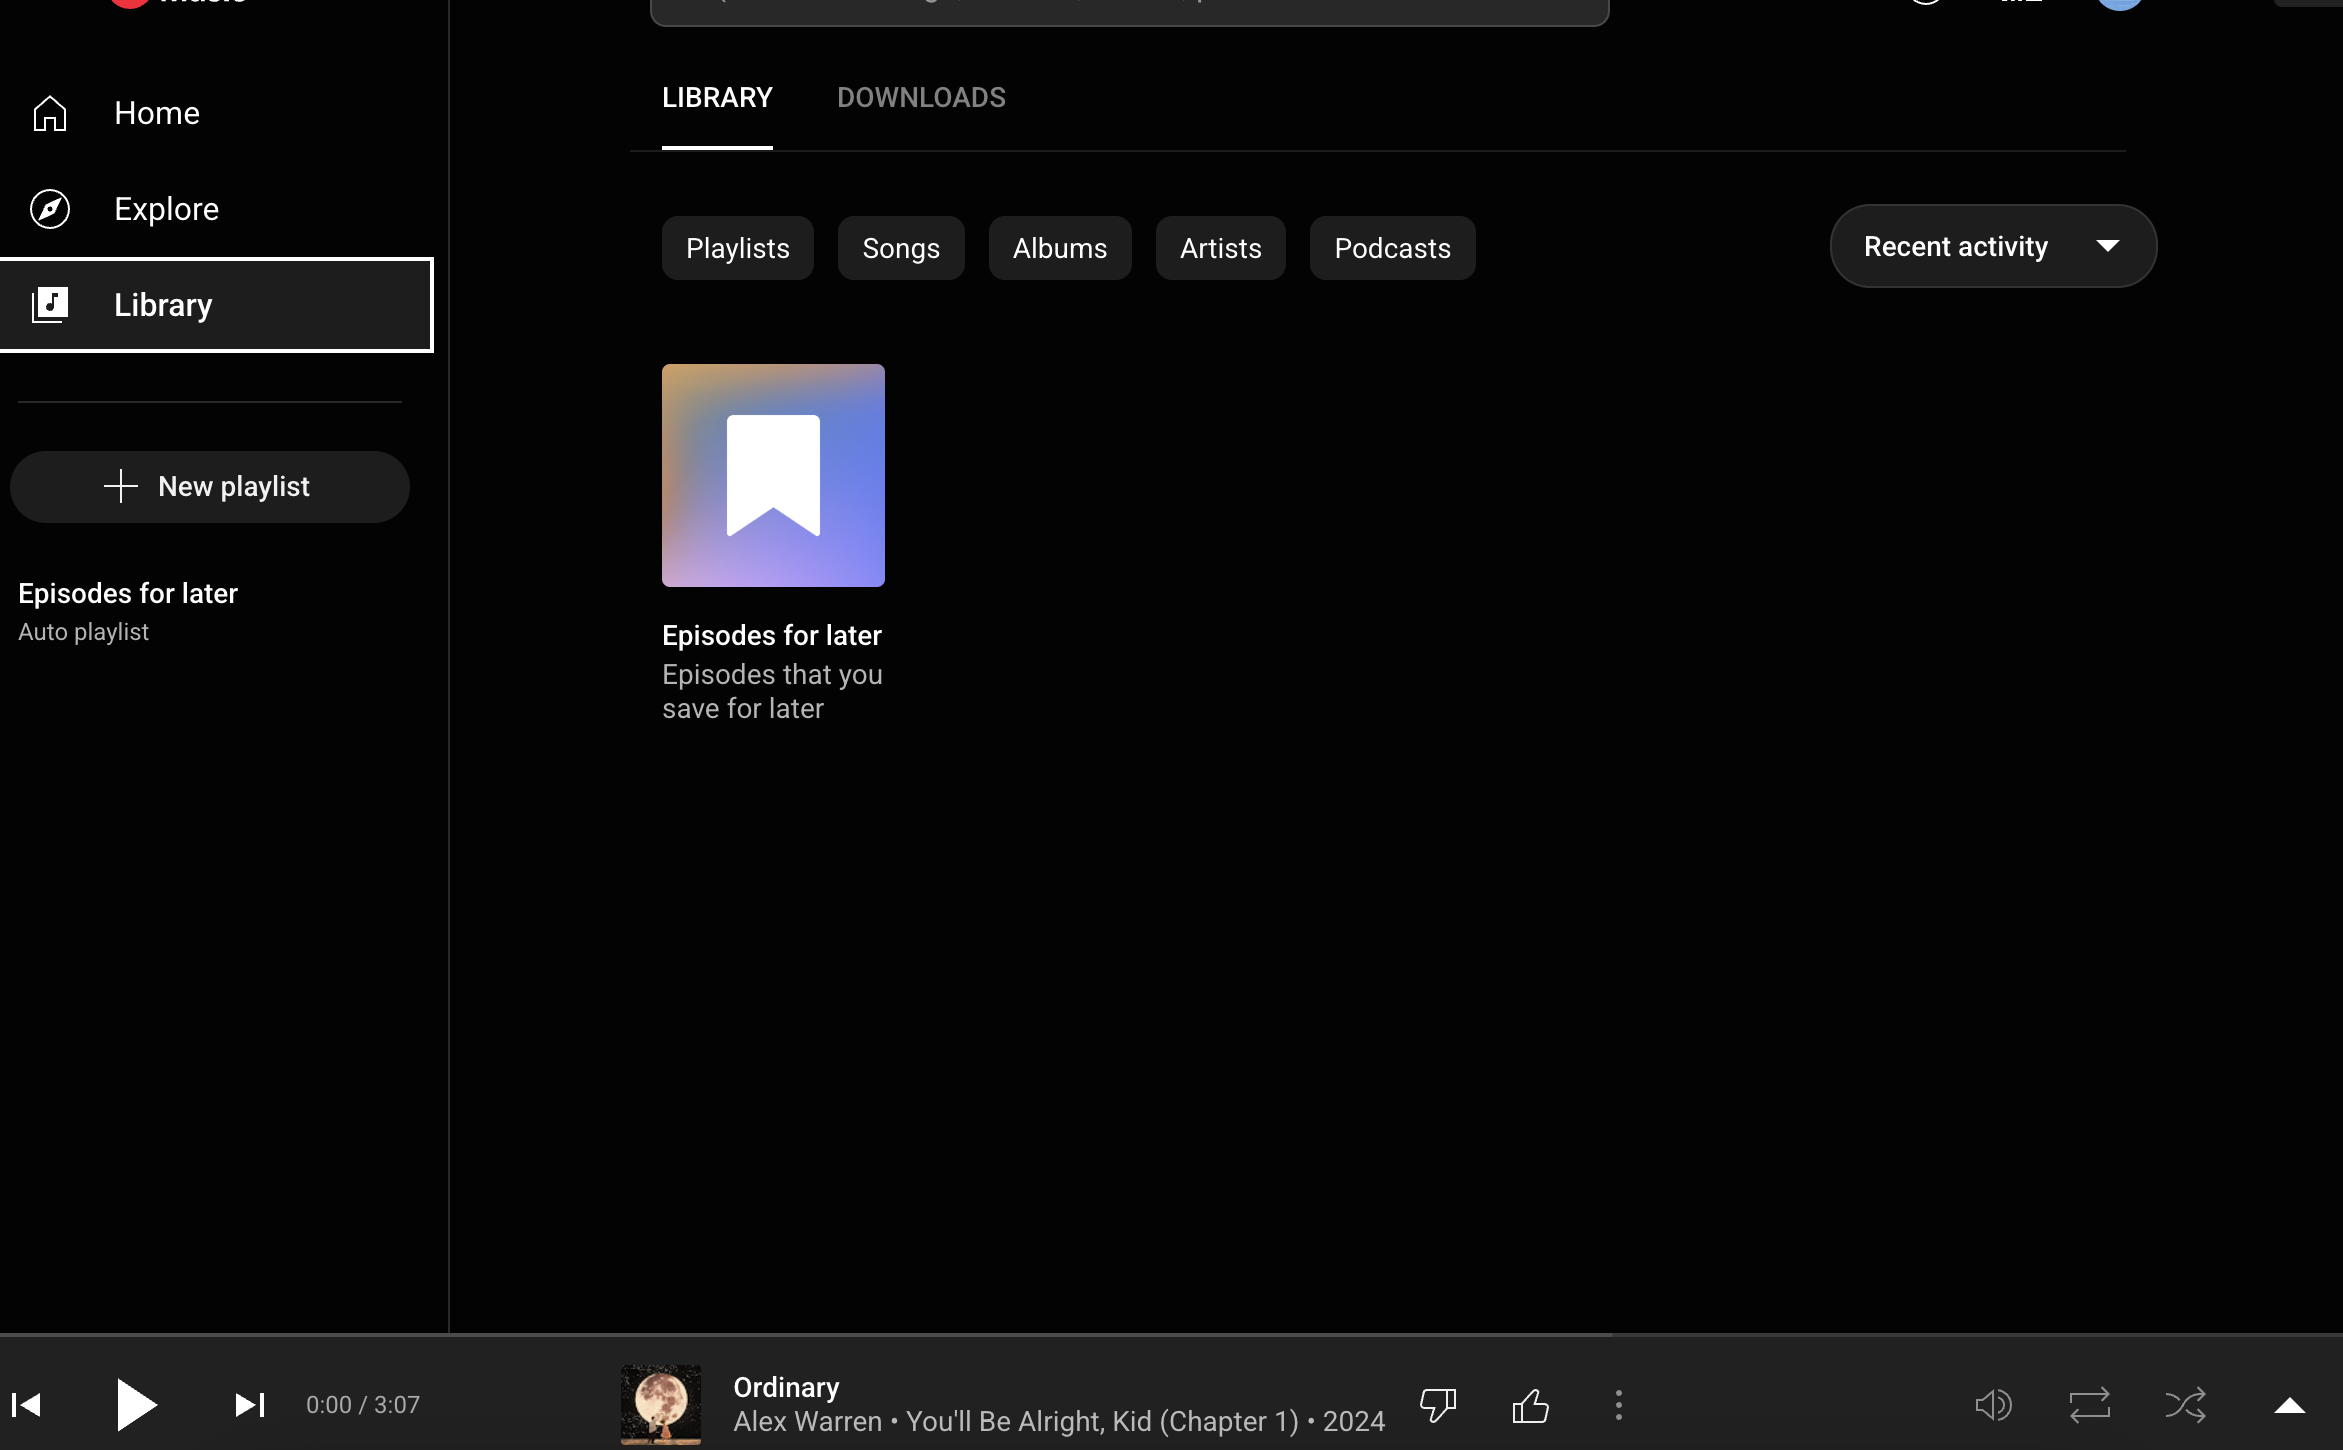 Home
Explore
Library
New playlist
Episodes for later
Auto playlist
LIBRARY
DOWNLOADS
Playlists
Songs
Albums
Artists
Podcasts
Recent activity
Episodes for later
Episodes that you
save for later
0:00 / 3:07
Ordinary
Alex Warren • You'll Be Alright, Kid (Chapter 1) • 2024